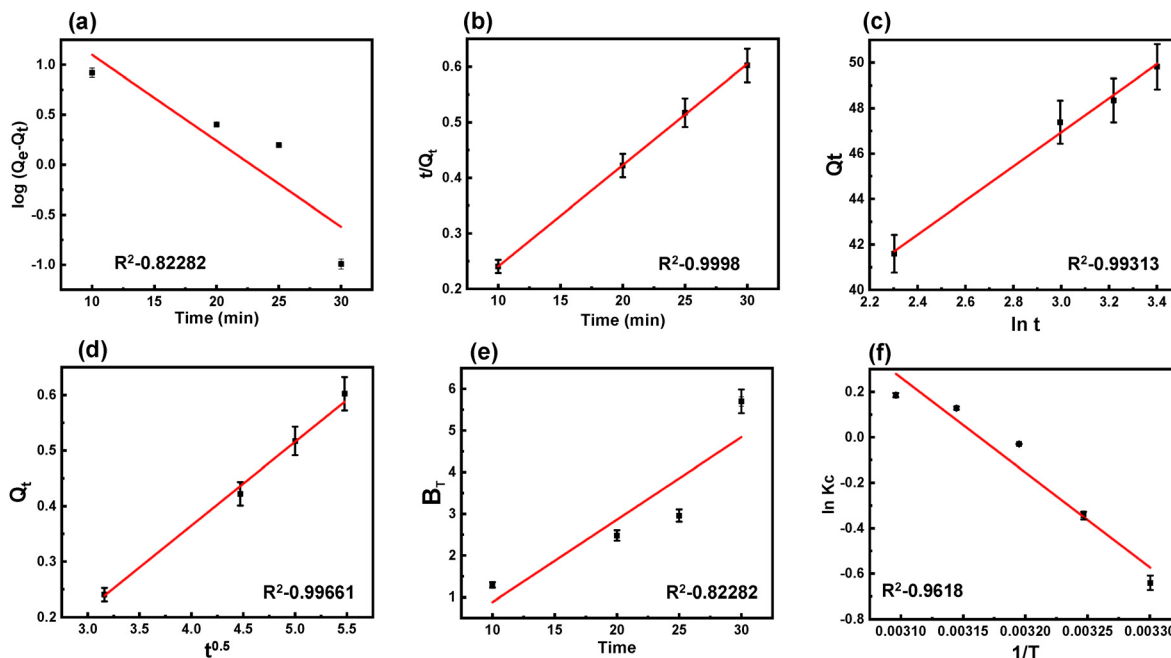 (a)
1.0
0.5
0.0
-0.5
-1.0
log (Qe-Qt)
R²-0.82282
10 15 20 25 30
Time (min)
(b)
0.6
0.5
0.4
0.3
0.2
t/Qt
R²-0.9998
10 15 20 25 30
Time (min)
(c)
50
48
46
44
42
40
Qt
R²-0.99313
2.2 2.4 2.6 2.8 3.0 3.2 3.4
ln t
(d)
0.6
0.5
0.4
0.3
0.2
Qt
R²-0.99661
3.0 3.5 4.0 4.5 5.0 5.5
t^0.5
(e)
6
5
4
3
2
1
BT
R²-0.82282
10 15 20 25 30
Time
(f)
0.2
0.0
-0.2
-0.4
-0.6
-0.8
ln Kc
R²-0.9618
0.00310 0.00315 0.00320 0.00325 0.00330
1/T